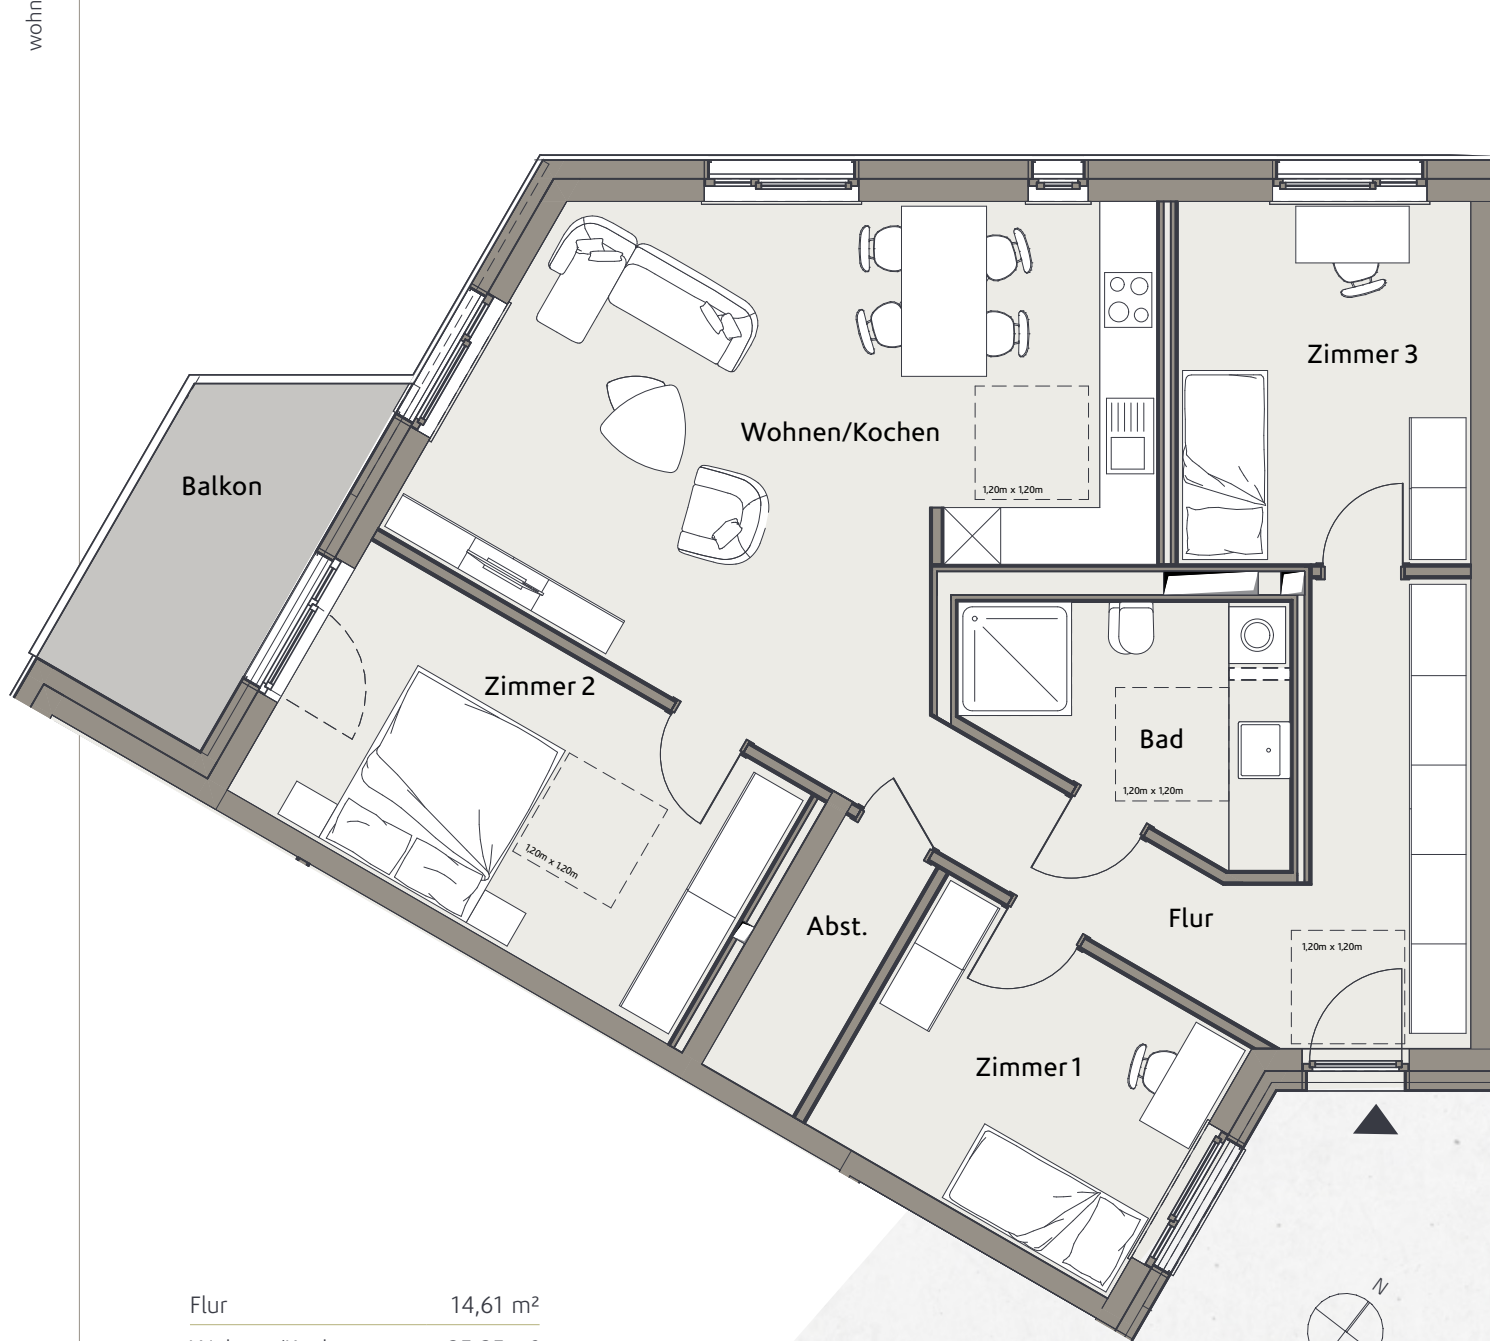 wohn
Balkon
Wohnen/Kochen
1,20m x 1,20m
Zimmer 3
Zimmer 2
1,20m x 1,20m
Bad
1,20m x 1,20m
Abst.
Flur
1,20m x 1,20m
Zimmer 1
N
Flur 14,61 m²